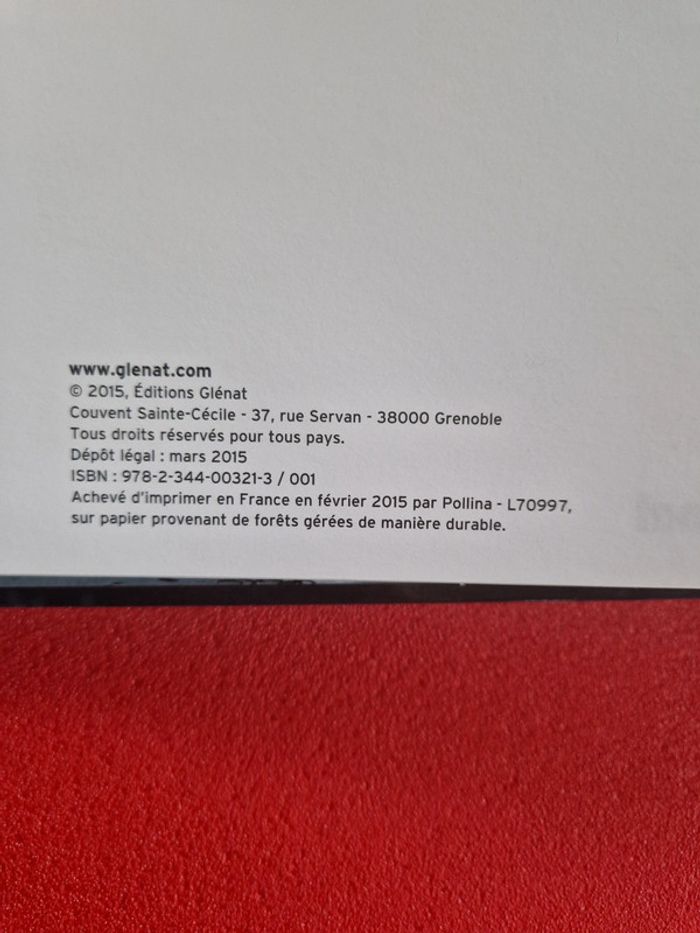 www.glenat.com
© 2015, Éditions Glénat
Couvent Sainte-Cécile - 37, rue Servan - 38000 Grenoble
Tous droits réservés pour tous pays.
Dépôt légal : mars 2015
ISBN : 978-2-344-00321-3 / 001
Achevé d'imprimer en France en février 2015 par Pollina - L70997,
sur papier provenant de forêts gérées de manière durable.